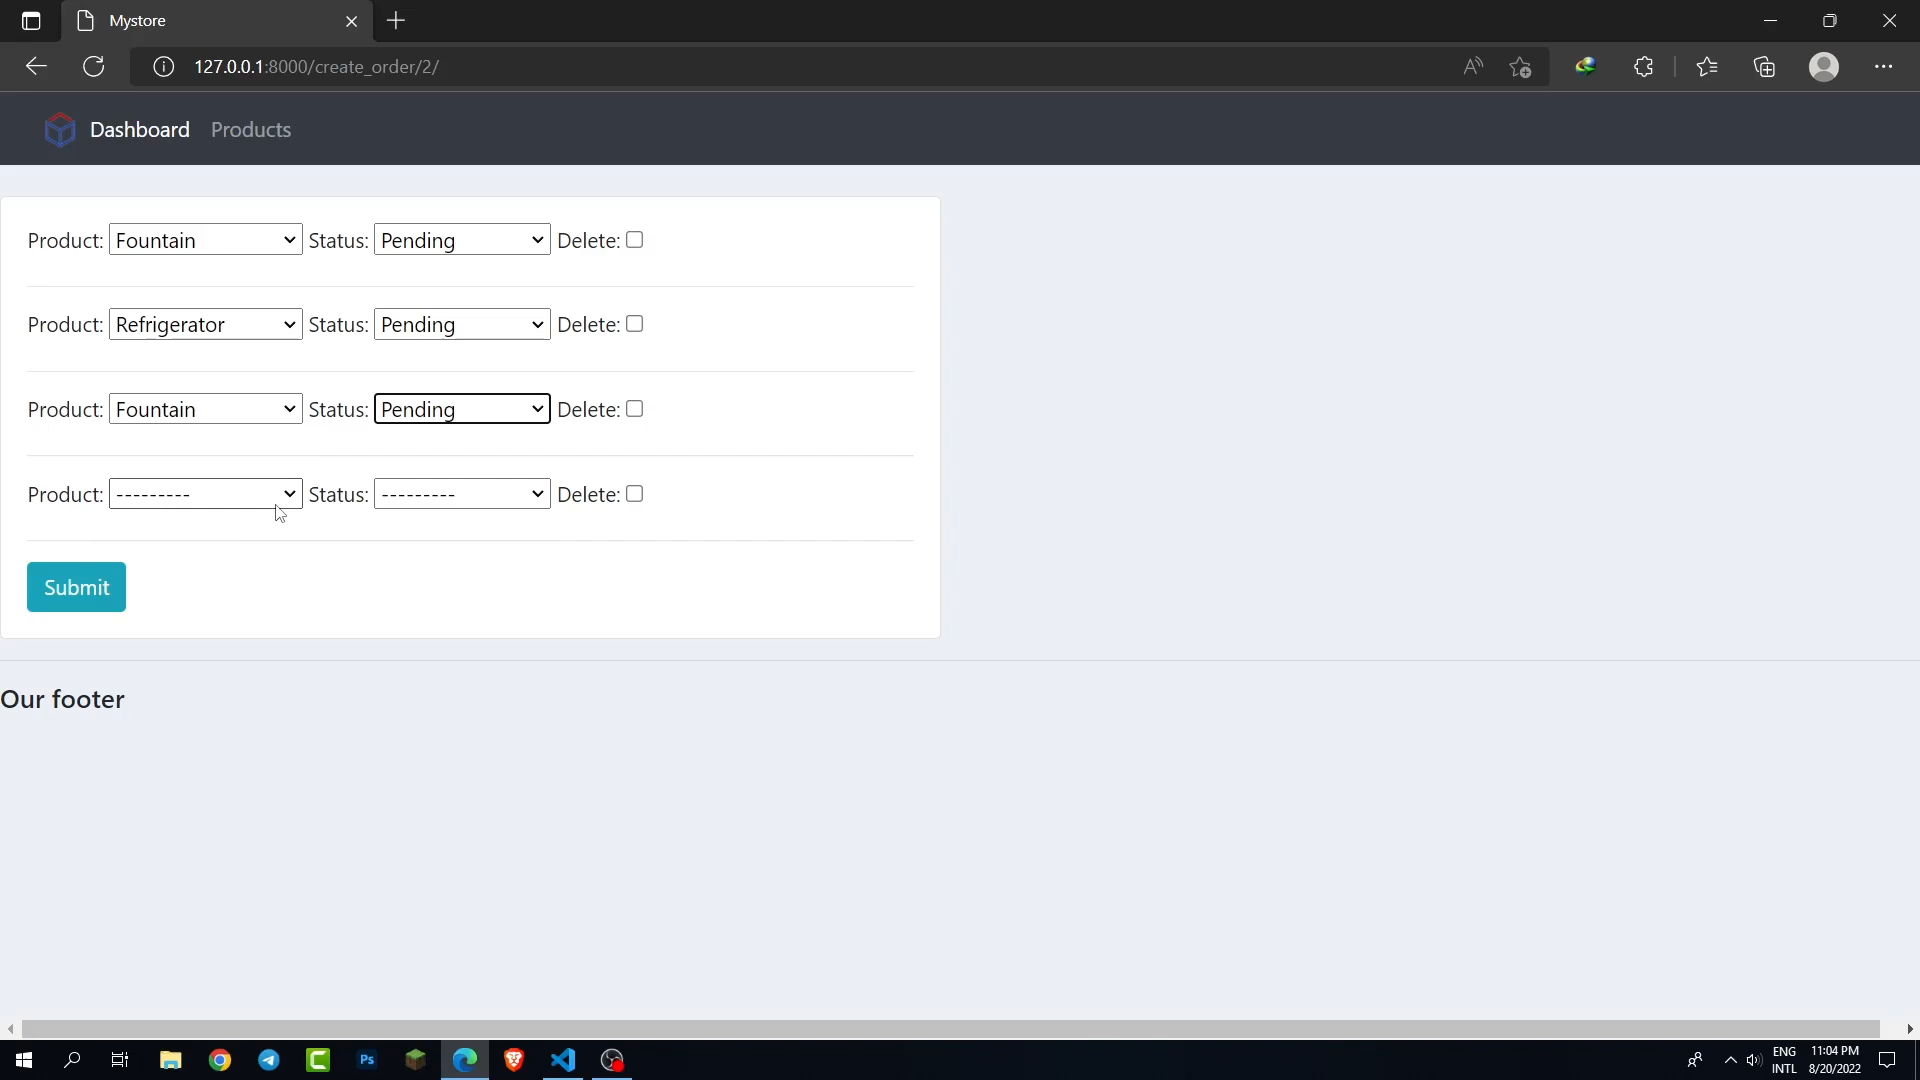 Mystore
127.0.0.1:8000/create_order/2/
Dashboard Products
Product: Fountain Status: Pending Delete:
Product: Refrigerator Status: Pending Delete:
Product: Fountain Status: Pending Delete:
Product: --------- Status: --------- Delete:
Submit
Our footer
Ps
ENG 11:04 PM
INTL 8/20/2022